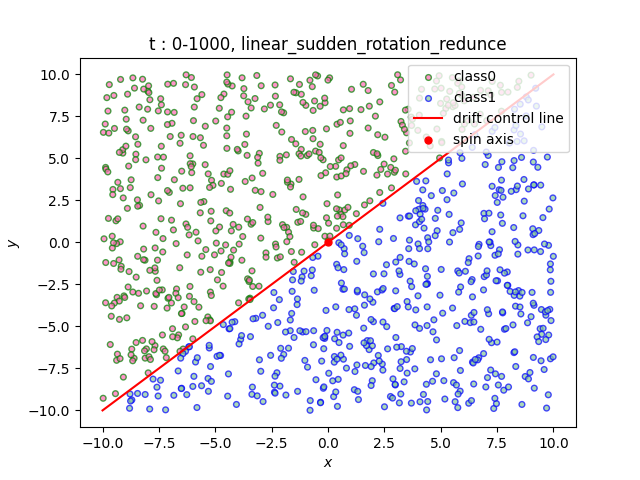 t : 0-1000, linear_sudden_rotation_redunce
class0
class1
drift control line
spin axis
10.0
7.5
5.0
2.5
0.0
−2.5
−5.0
−7.5
−10.0
y
−10.0 −7.5 −5.0 −2.5 0.0 2.5 5.0 7.5 10.0
x